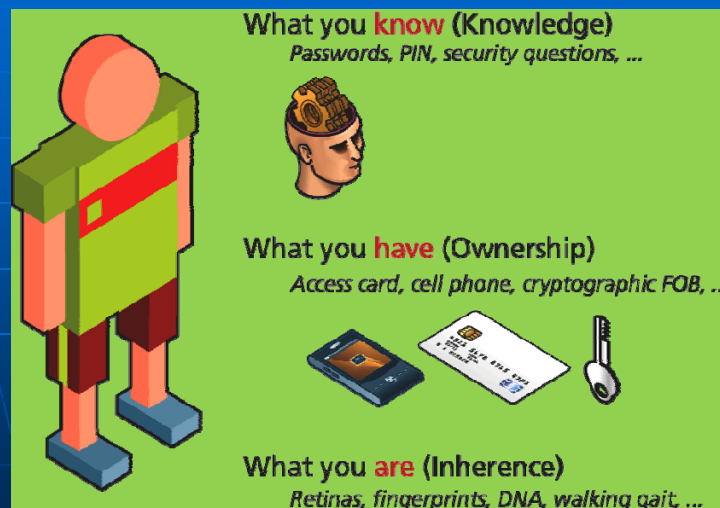 What you know (Knowledge)
Passwords, PIN, security questions, ...
What you have (Ownership)
Access card, cell phone, cryptographic FOB, ..
What you are (Inherence)
Retinas, fingerprints, DNA, walking gait, ...